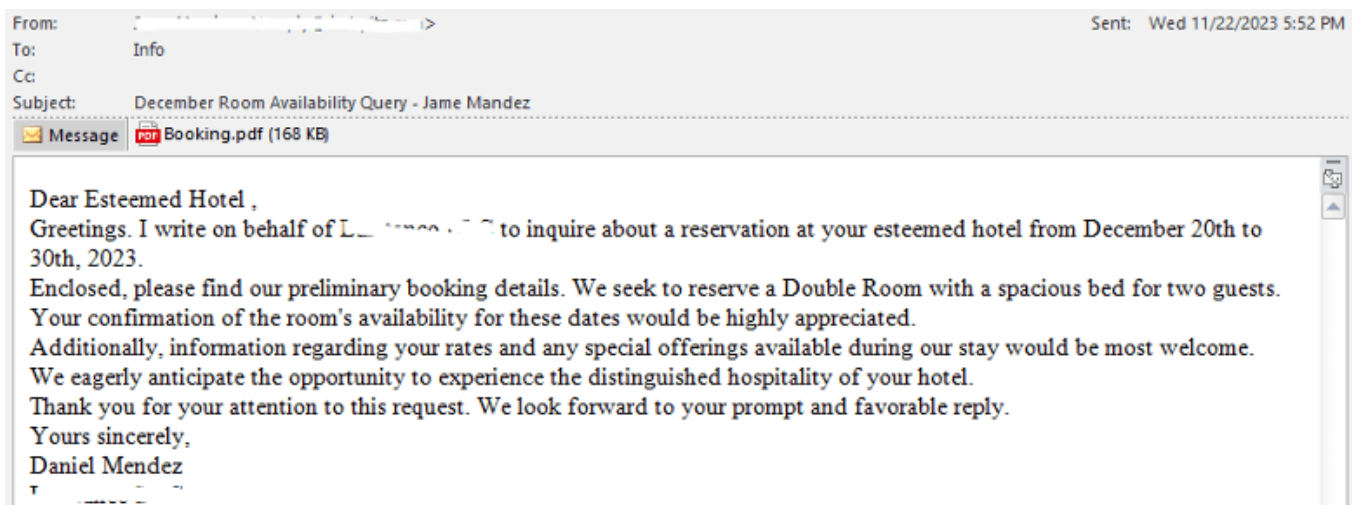 From: Sent: Wed 11/22/2023 5:52 PM
To: Info
Cc:
Subject: December Room Availability Query - Jame Mandez
Message PDF Booking.pdf (168 KB)
Dear Esteemed Hotel ,
Greetings. I write on behalf of to inquire about a reservation at your esteemed hotel from December 20th to
30th, 2023.
Enclosed, please find our preliminary booking details. We seek to reserve a Double Room with a spacious bed for two guests.
Your confirmation of the room's availability for these dates would be highly appreciated.
Additionally, information regarding your rates and any special offerings available during our stay would be most welcome.
We eagerly anticipate the opportunity to experience the distinguished hospitality of your hotel.
Thank you for your attention to this request. We look forward to your prompt and favorable reply.
Yours sincerely,
Daniel Mendez